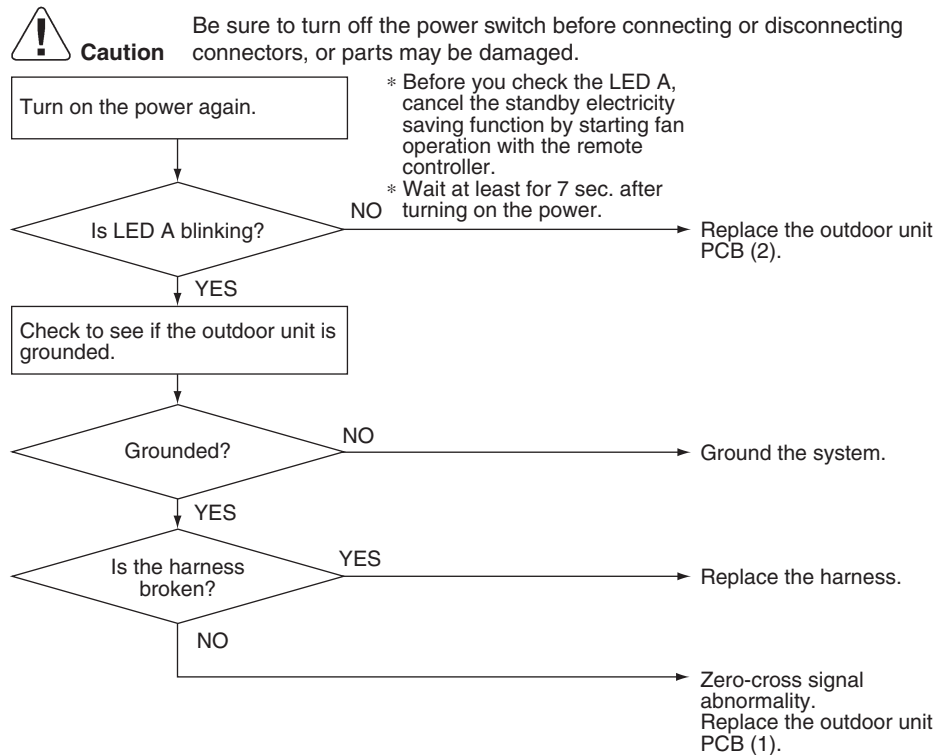 Be sure to turn off the power switch before connecting or disconnecting
Caution connectors, or parts may be damaged.
Turn on the power again.
* Before you check the LED A,
cancel the standby electricity
saving function by starting fan
operation with the remote
controller.
* Wait at least for 7 sec. after
turning on the power.
Is LED A blinking?
NO
Replace the outdoor unit
PCB (2).
YES
Check to see if the outdoor unit is
grounded.
Grounded?
NO
Ground the system.
YES
Is the harness
broken?
YES
Replace the harness.
NO
Zero-cross signal
abnormality.
Replace the outdoor unit
PCB (1).